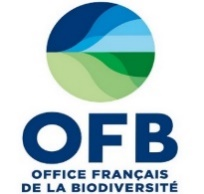 OFB
OFFICE FRANÇAIS
DE LA BIODIVERSITÉ